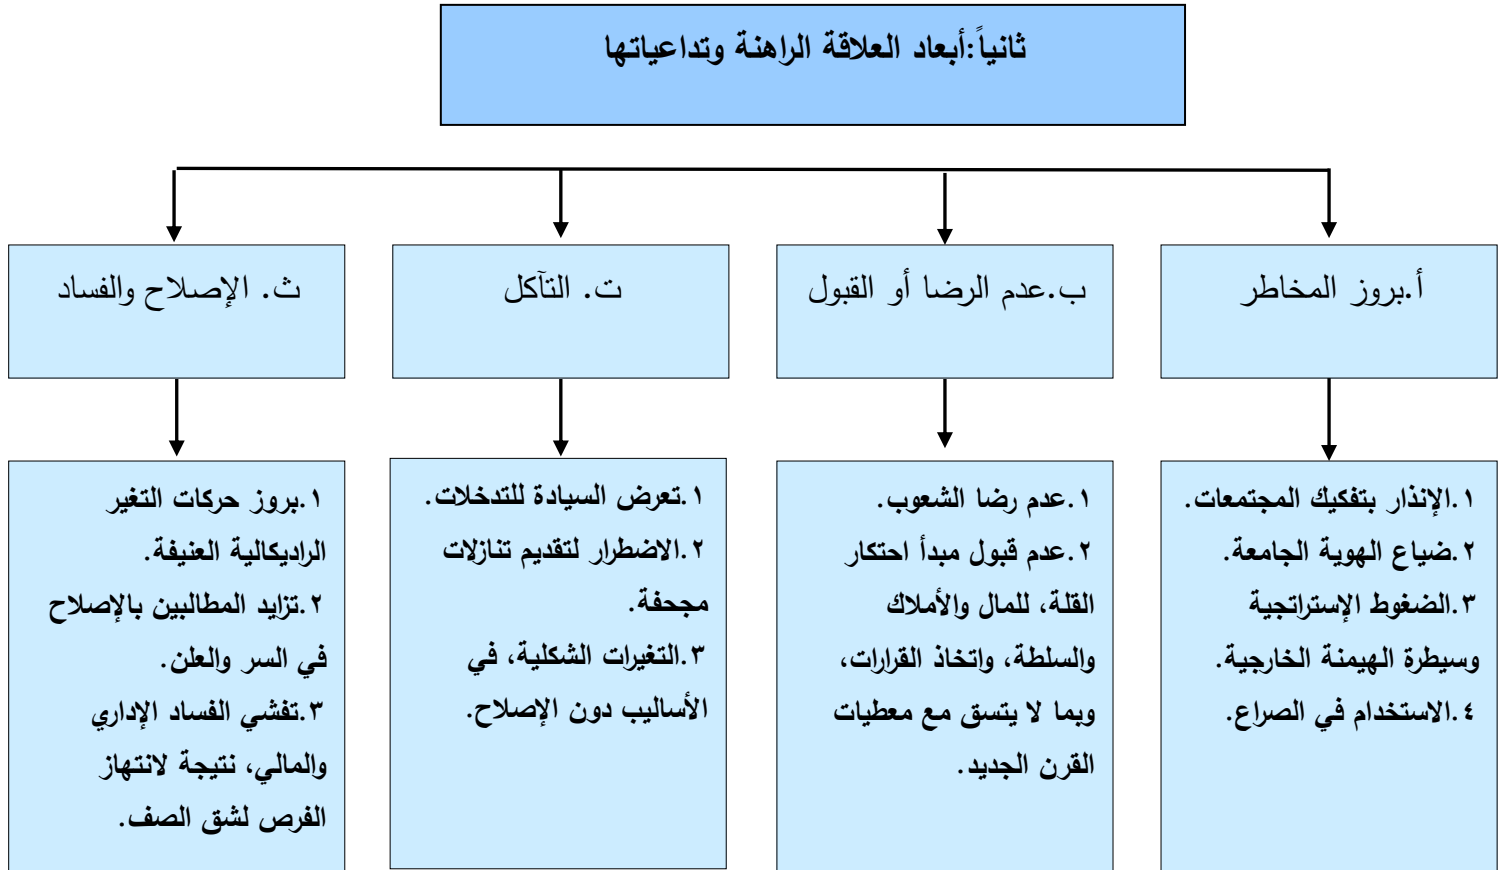 ثانياً:أبعاد العلاقة الراهنة وتداعياتها
أ.بروز المخاطر
ب.عدم الرضا أو القبول
ت. التآكل
ث. الإصلاح والفساد
١.الإنذار بتفكيك المجتمعات.
٢.ضياع الهوية الجامعة.
٣.الضغوط الإستراتجية
وسيطرة الهيمنة الخارجية.
٤.الاستخدام في الصراع.
١.عدم رضا الشعوب.
٢.عدم قبول مبدأ احتكار
القلة، للمال والأملاك
والسلطة، واتخاذ القرارات،
وبما لا يتسق مع معطيات
القرن الجديد.
١.تعرض السيادة للتدخلات.
٢.الاضطرار لتقديم تنازلات
مجحفة.
٣.التغيرات الشكلية، في
الأساليب دون الإصلاح.
١.بروز حركات التغير
الراديكالية العنيفة.
٢.تزايد المطالبين بالإصلاح
في السر والعلن.
٣.تفشي الفساد الإداري
والمالي، نتيجة لانتهاز
الفرص لشق الصف.